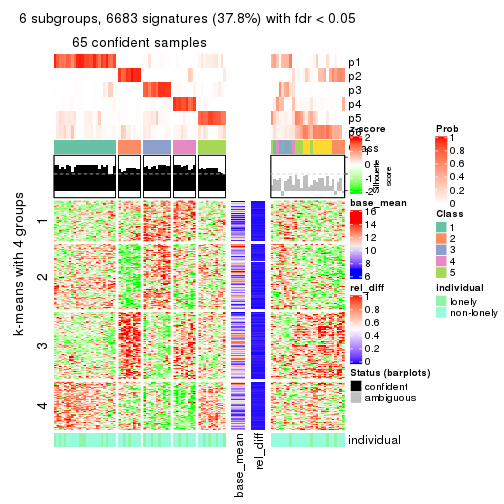 6 subgroups, 6683 signatures (37.8%) with fdr < 0.05
65 confident samples
p1
p2
p3
p4
p5
p6
Class
Silhouette
score
k-means with 4 groups
1
2
3
4
base_mean
rel_diff
individual
z-score
2
1
0
-1
-2
base_mean
16
14
12
10
8
6
rel_diff
1
0.8
0.6
0.4
0.2
0
Status (barplots)
confident
ambiguous
Prob
1
0.8
0.6
0.4
0.2
0
Class
1
2
3
4
5
individual
lonely
non-lonely